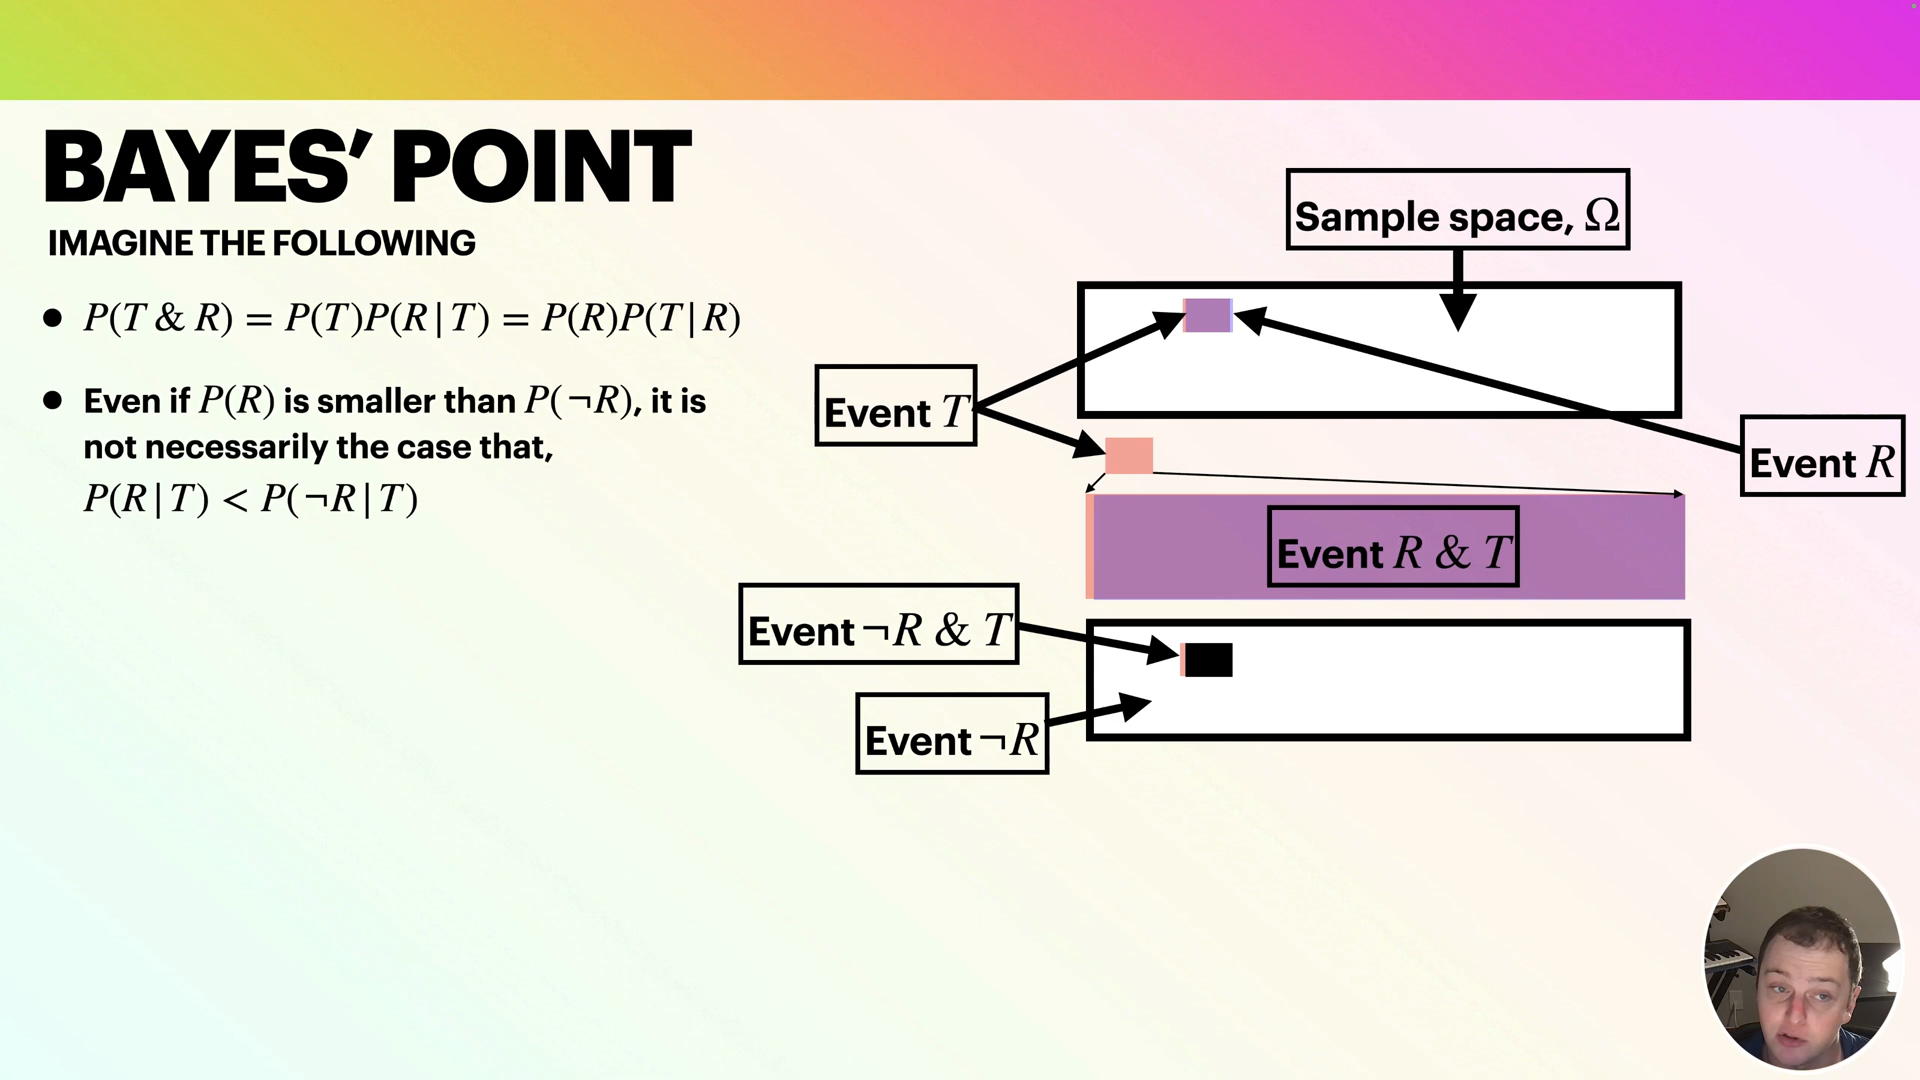 BAYES’ POINT
IMAGINE THE FOLLOWING
● P(T & R) = P(T)P(R|T) = P(R)P(T|R)
● Even if P(R) is smaller than P(¬R), it is
not necessarily the case that,
P(R|T) < P(¬R|T)
Sample space, Ω
Event T
Event R
Event R & T
Event ¬R & T
Event ¬R